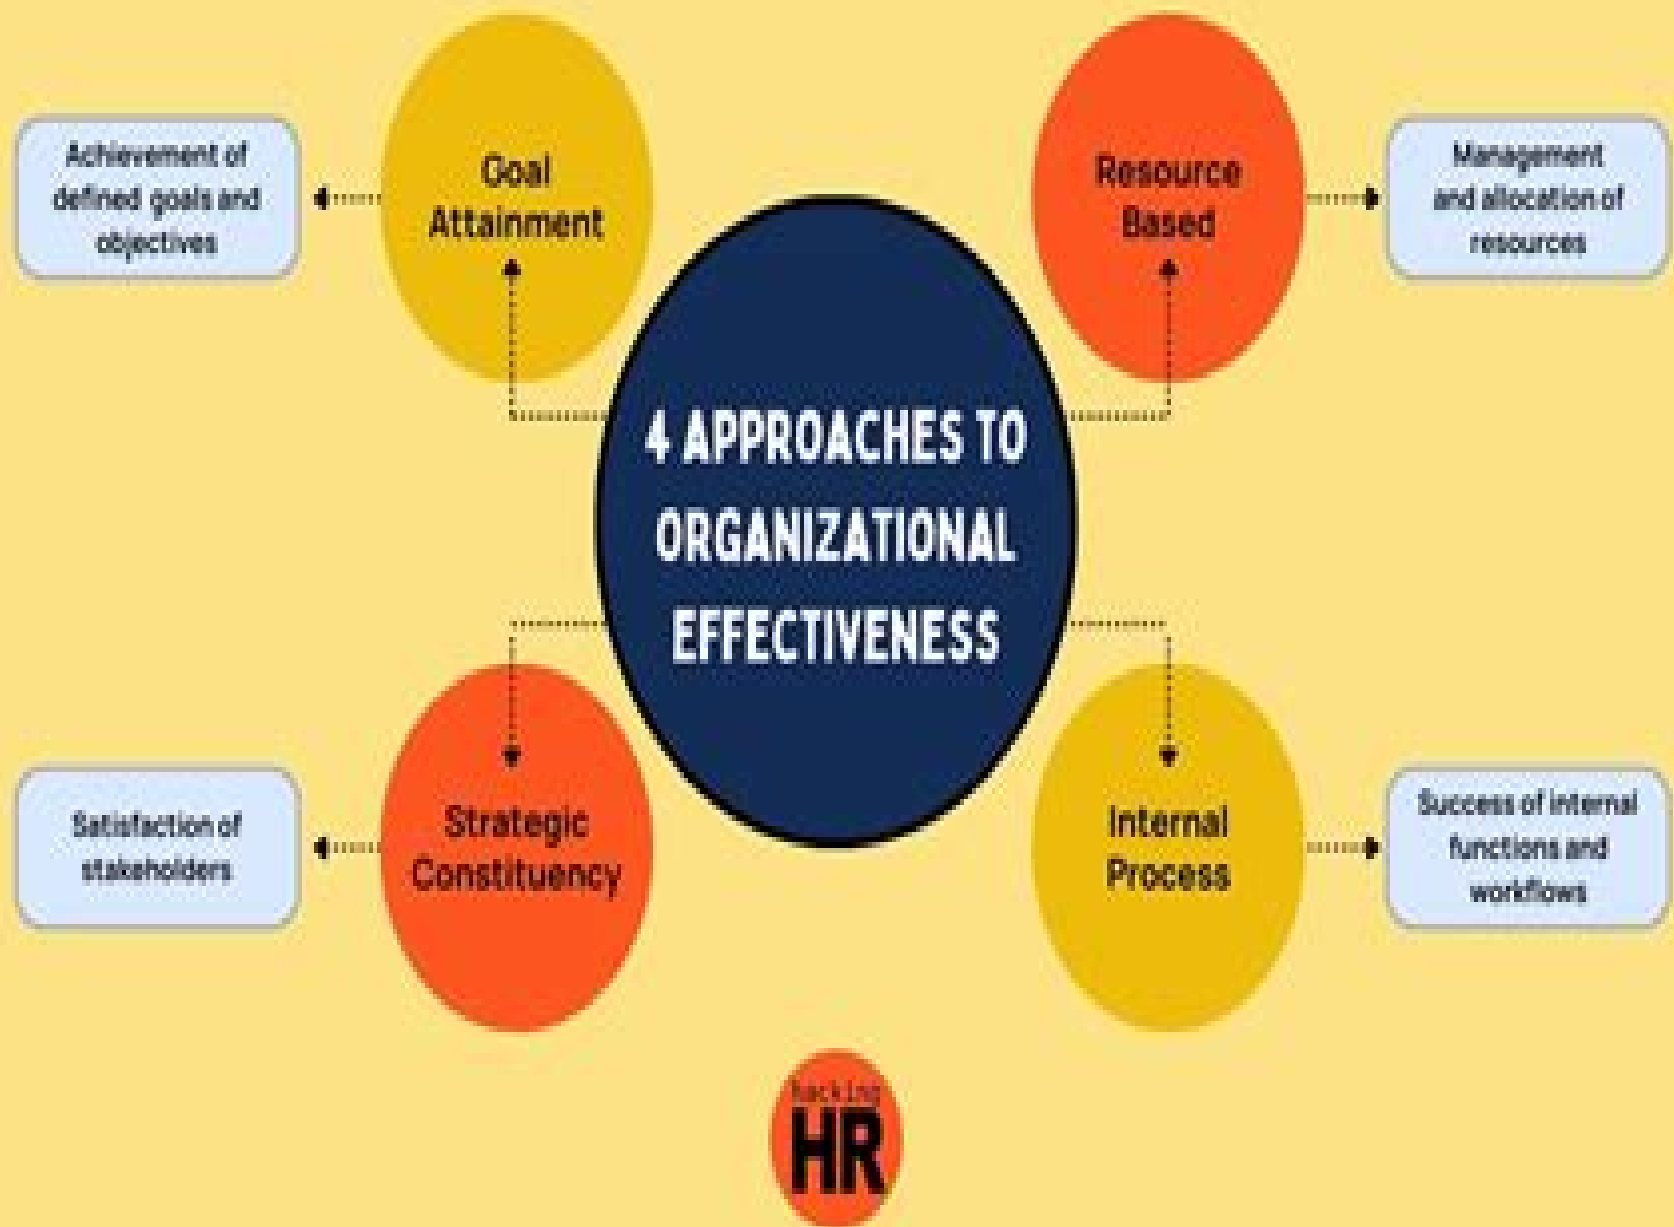 Achievement of
defined goals and
objectives
Goal
Attainment
Resource
Based
Management
and allocation of
resources
4 APPROACHES TO
ORGANIZATIONAL
EFFECTIVENESS
Satisfaction of
stakeholders
Strategic
Constituency
Internal
Process
Success of internal
functions and
workflows
hacking
HR